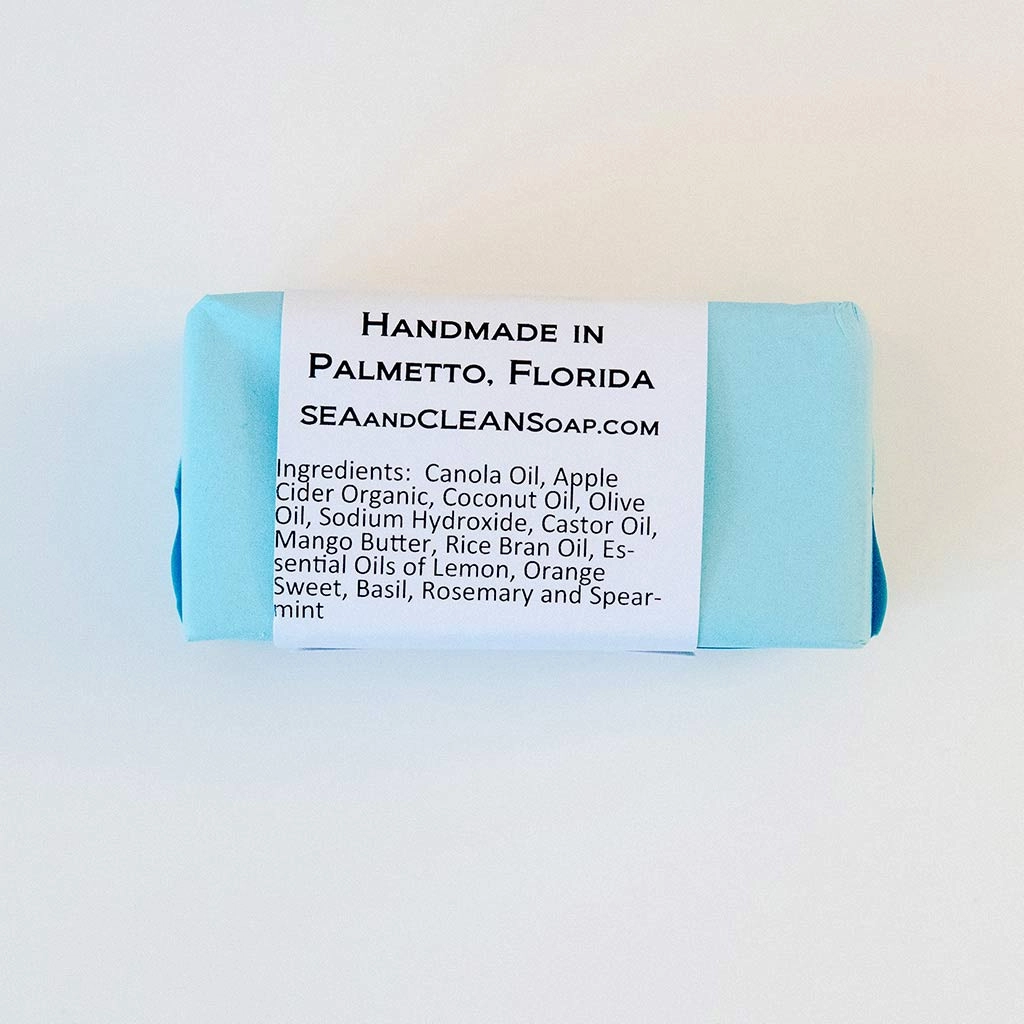 HANDMADE IN
PALMETTO, FLORIDA
SEAANDCLEANSOAP.COM
Ingredients: Canola Oil, Apple
Cider Organic, Coconut Oil, Olive
Oil, Sodium Hydroxide, Castor Oil,
Mango Butter, Rice Bran Oil, Es-
sential Oils of Lemon, Orange
Sweet, Basil, Rosemary and Spear-
mint